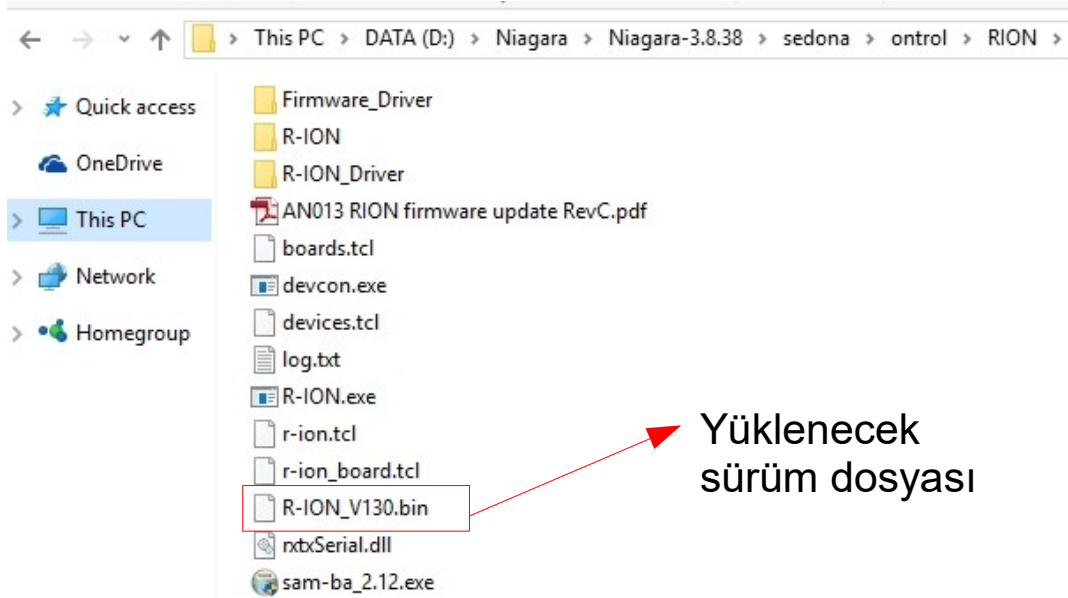 This PC > DATA (D:) > Niagara > Niagara-3.8.38 > sedona > ontrol > RION >
Quick access
OneDrive
This PC
Network
Homegroup
Firmware_Driver
R-ION
R-ION_Driver
AN013 RION firmware update RevC.pdf
boards.tcl
devcon.exe
devices.tcl
log.txt
R-ION.exe
r-ion.tcl
r-ion_board.tcl
R-ION_V130.bin
rxtxSerial.dll
sam-ba_2.12.exe
Yüklenecek
sürüm dosyası